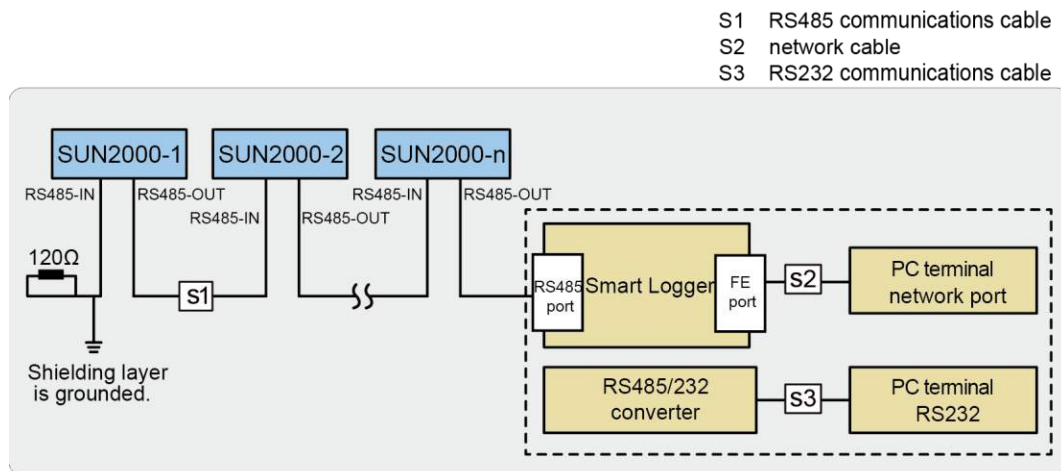 S1 RS485 communications cable
S2 network cable
S3 RS232 communications cable
SUN2000-1
SUN2000-2
SUN2000-n
RS485-IN
RS485-OUT
RS485-IN
RS485-OUT
RS485-IN
RS485-OUT
120Ω
S1
Shielding layer
is grounded.
RS485
port
Smart Logger
FE
port
S2
PC terminal
network port
RS485/232
converter
S3
PC terminal
RS232